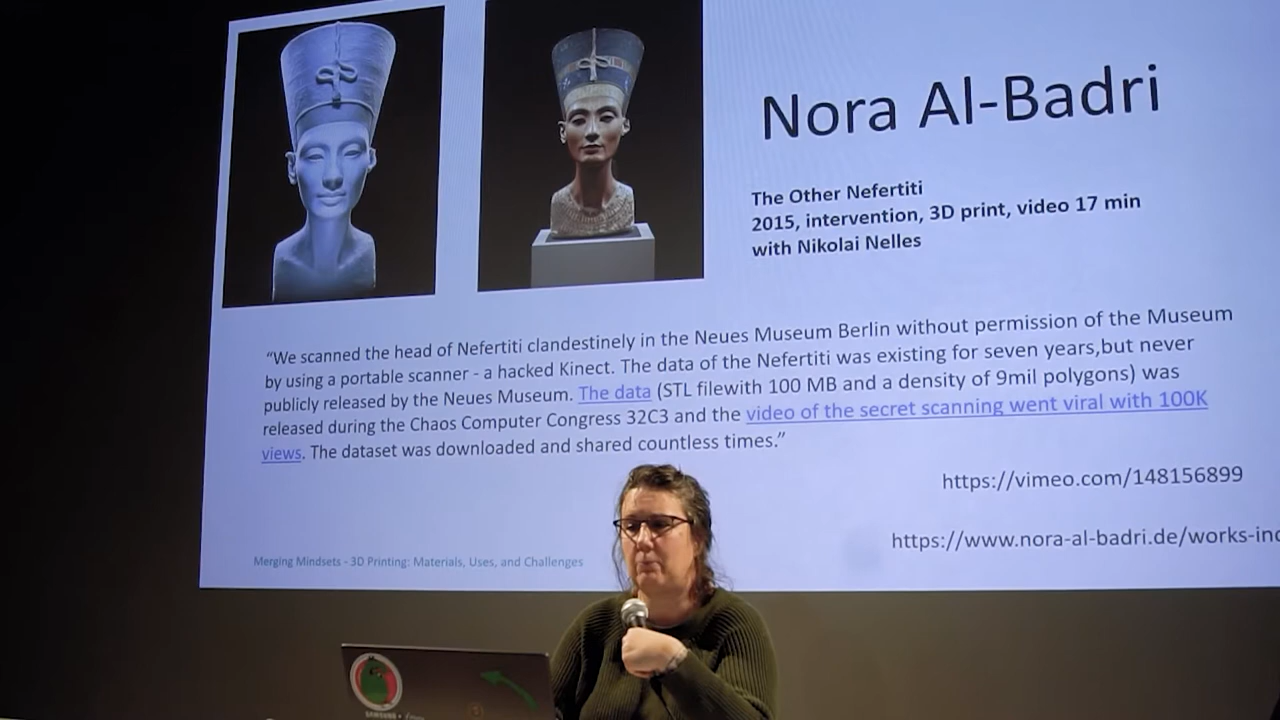 Nora Al-Badri
The Other Nefertiti
2015, intervention, 3D print, video 17 min
with Nikolai Nelles
“We scanned the head of Nefertiti clandestinely in the Neues Museum Berlin without permission of the Museum
by using a portable scanner - a hacked Kinect. The data of the Nefertiti was existing for seven years,but never
publicly released by the Neues Museum. The data (STL filewith 100 MB and a density of 9mil polygons) was
released during the Chaos Computer Congress 32C3 and the video of the secret scanning went viral with 100K
views. The dataset was downloaded and shared countless times.”
https://vimeo.com/148156899
https://www.nora-al-badri.de/works-inc
Merging Mindsets - 3D Printing: Materials, Uses, and Challenges
SAMSUNG